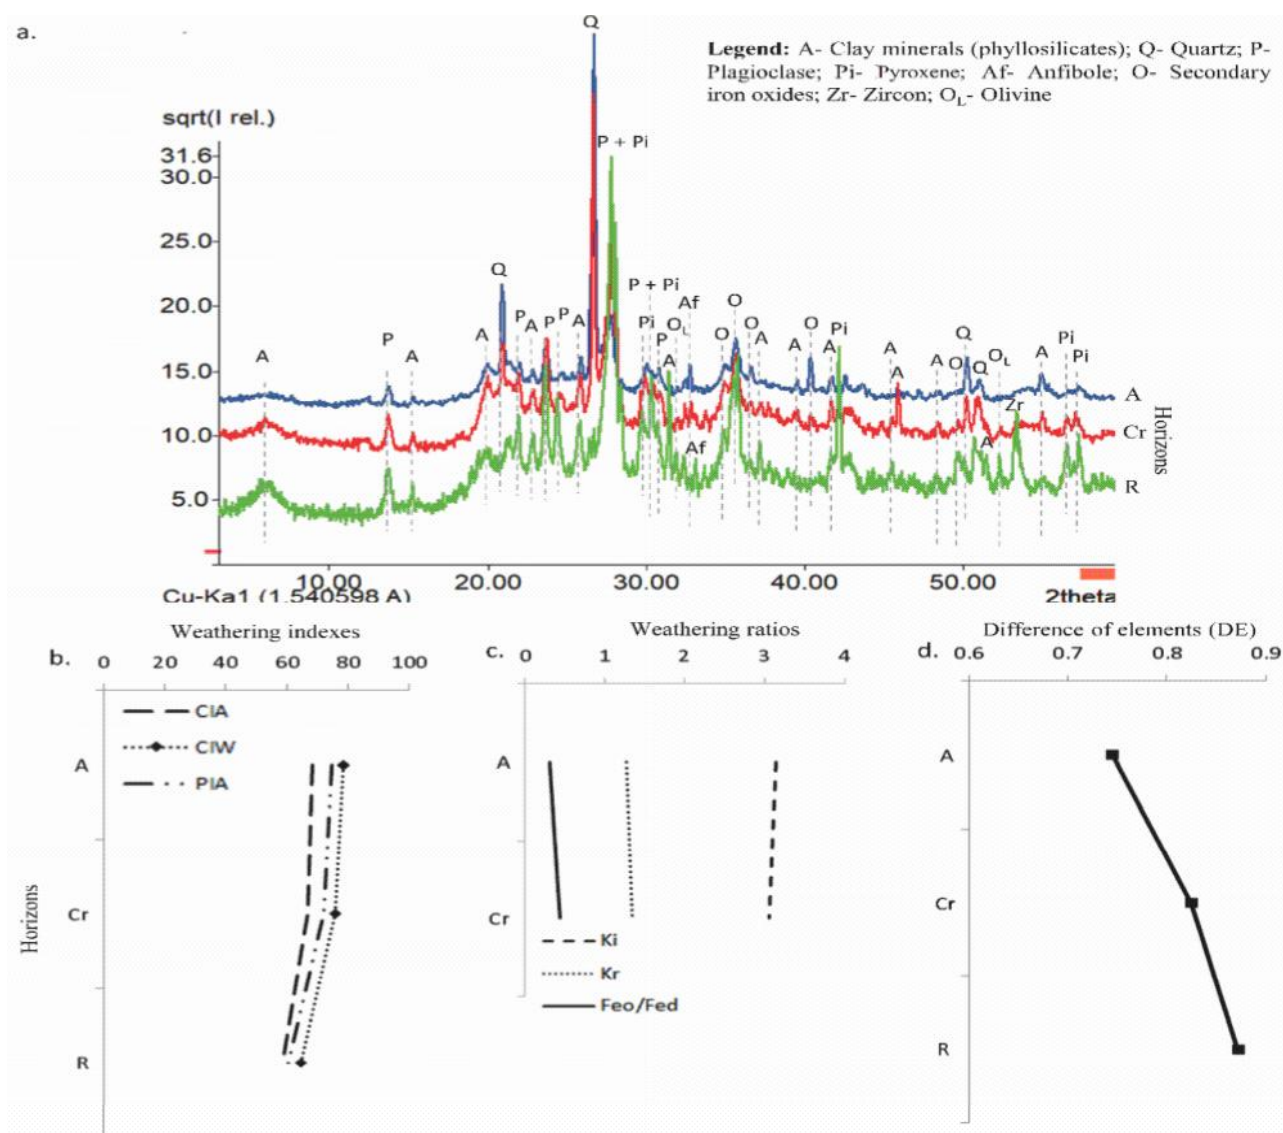 a.
Legend: A- Clay minerals (phyllosilicates); Q- Quartz; P-
Plagioclase; Pi- Pyroxene; Af- Anfibole; O- Secondary
iron oxides; Zr- Zircon; OL- Olivine
sqrt(I rel.)
31.6
30.0
25.0
20.0
15.0
10.0
5.0
A
P
A
A
Q
P
A
P
P
A
Q
P + Pi
P + Pi
Pi
P
A
OL
Af
Af
O
O
O
A
A
O
A
Pi
A
A
A
O
Q
Q
A
OL
Zr
A
Pi
Pi
A
Cr
R
Horizons
10.00 20.00 30.00 40.00 50.00
Cu-Ka1 (1.540598 A) 2theta
b.
Weathering indexes
0 20 40 60 80 100
CIA
CIW
PIA
A
Cr
R
Horizons
c.
Weathering ratios
0 1 2 3 4
A
Cr
Ki
Kr
Feo/Fed
d.
Difference of elements (DE)
0.6 0.7 0.8 0.9
A
Cr
R